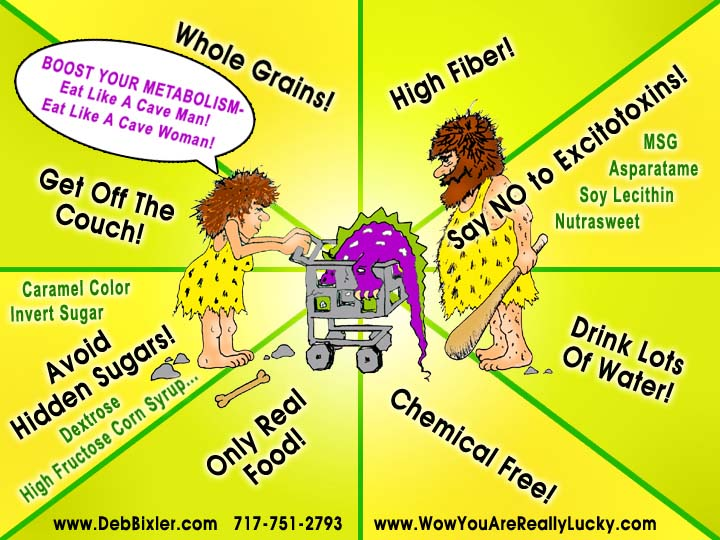 Whole Grains!
High Fiber!
BOOST YOUR METABOLISM-
Eat Like A Cave Man!
Eat Like A Cave Woman!
Say NO to Excitotoxins!
MSG
Asparatame
Soy Lecithin
Nutrasweet
Get Off The
Couch!
Caramel Color
Invert Sugar
Avoid
Hidden Sugars!
Dextrose
High Fructose Corn Syrup...
Drink Lots
Of Water!
Only Real
Food!
Chemical Free!
www.DebBixler.com 717-751-2793 www.WowYouAreReallyLucky.com